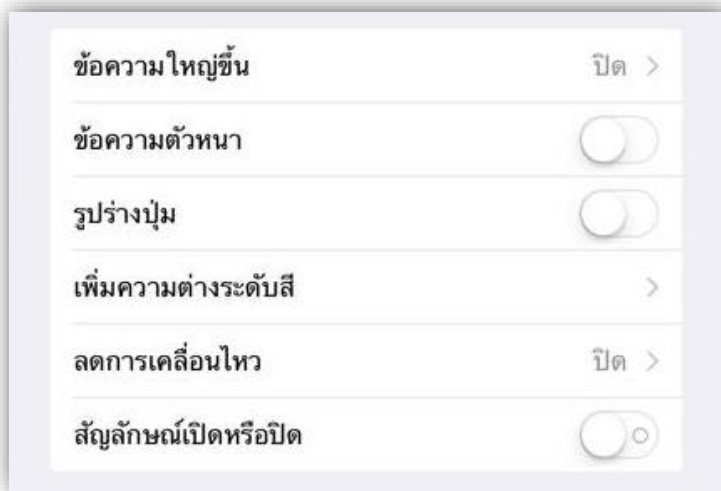 ข้อความใหญ่ขึ้น ปิด >
ข้อความตัวหนา
รูปร่างปุ่ม
เพิ่มความต่างระดับสี >
ลดการเคลื่อนไหว ปิด >
สัญลักษณ์เปิดหรือปิด